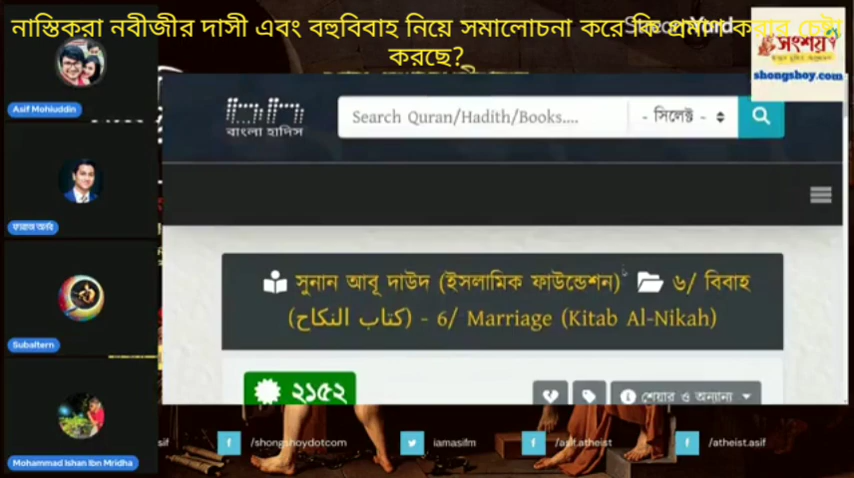 নাস্তিকরা নবীজীর দাসী এবং বহুবিবাহ নিয়ে সমালোচনা করে কি প্রমাণ করার চেষ্টা
করছে?
সংশয়
shongshoy.com
Asif Mohiuddin
বাংলা হাদিস
Search Quran/Hadith/Books....
- সিলেক্ট -
Subaltern
Mohammad Ishan Ibn Mridha
সুনান আবূ দাউদ (ইসলামিক ফাউন্ডেশন) ৬/ বিবাহ
(كتاب النكاح) - 6/ Marriage (Kitab Al-Nikah)
২১৫২
শেয়ার ও অন্যান্য
/shongshoydotcom
iamasifm
/asif.atheist
/atheist.asif